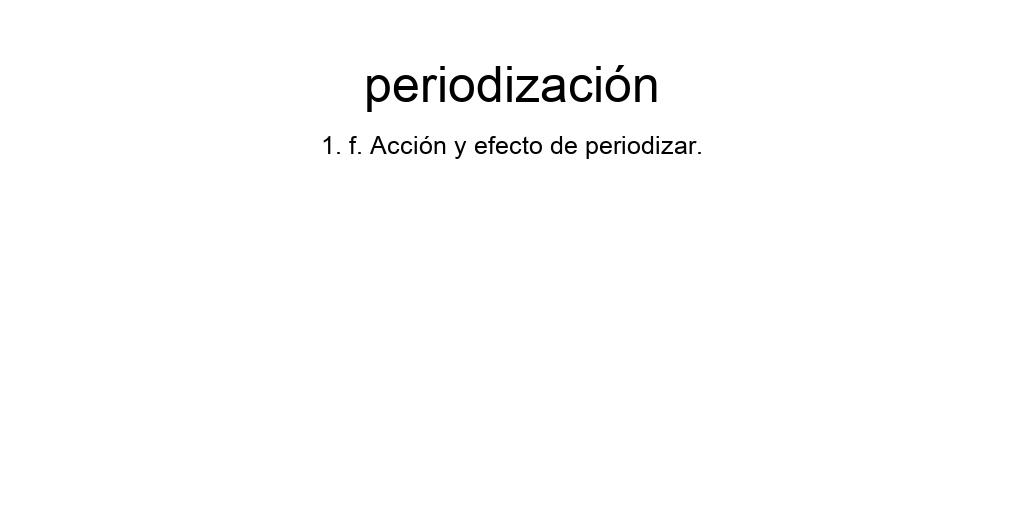 periodización
1. f. Acción y efecto de periodizar.